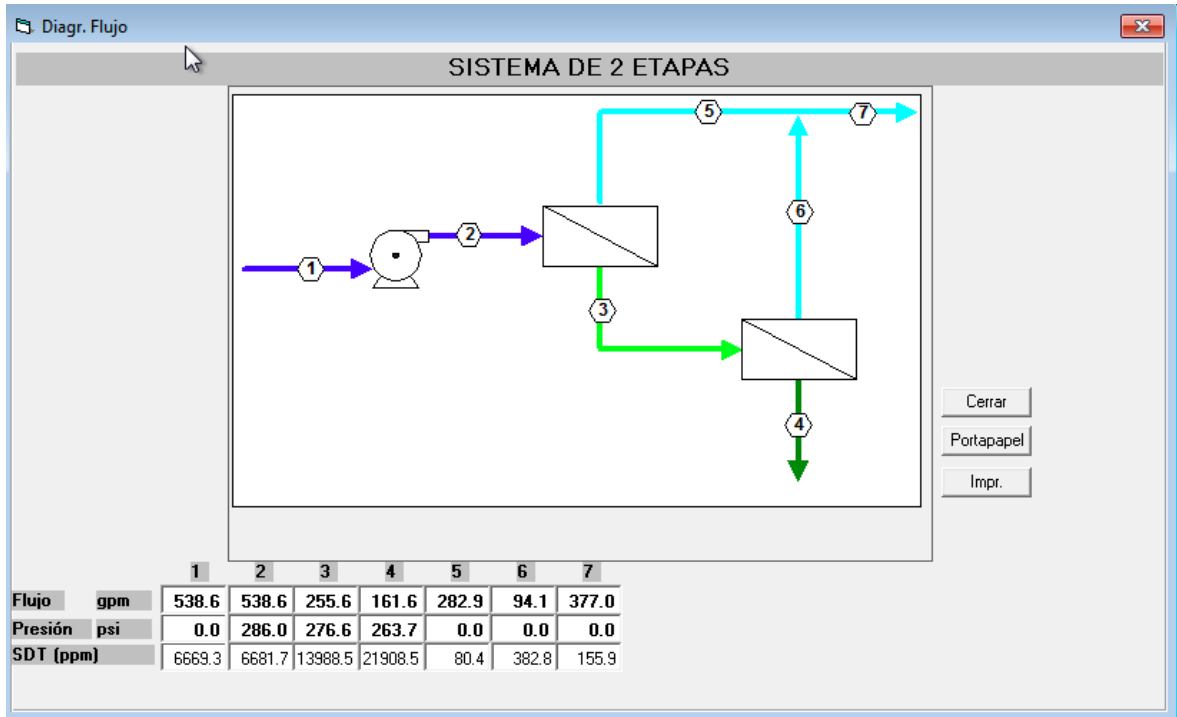 Diagr. Flujo
SISTEMA DE 2 ETAPAS
5 7
6
2
1
3
4
Cerrar
Portapapel
Impr.
1 2 3 4 5 6 7
Flujo gpm 538.6 538.6 255.6 161.6 282.9 94.1 377.0
Presión psi 0.0 286.0 276.6 263.7 0.0 0.0 0.0
SDT (ppm) 6669.3 6681.7 13988.5 21908.5 80.4 382.8 155.9